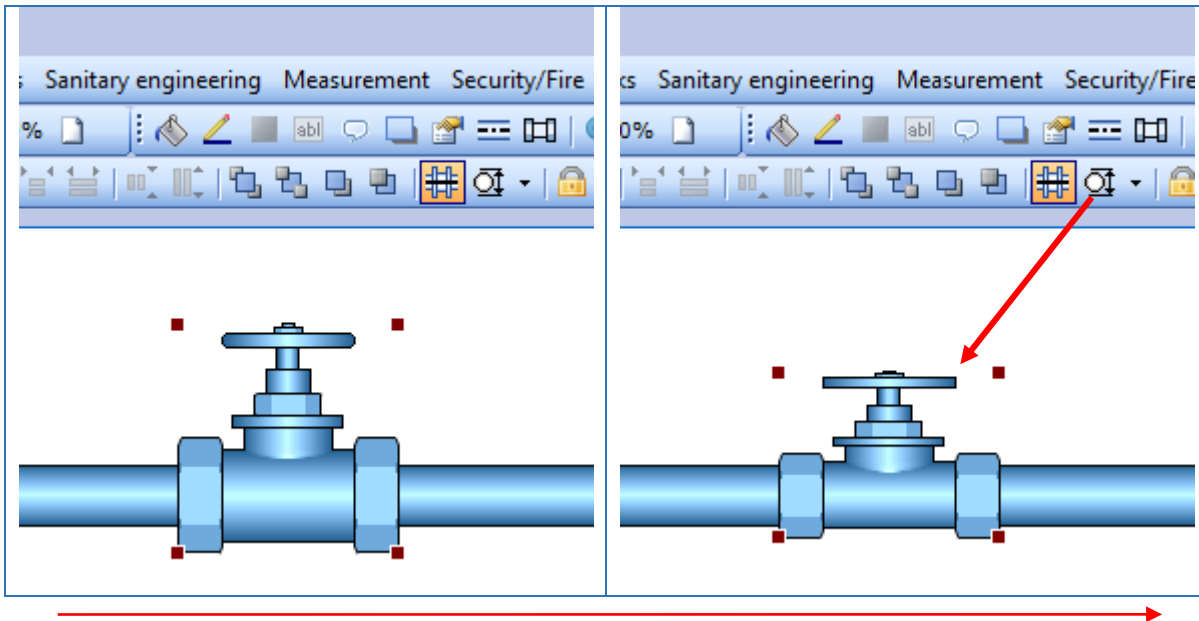 Sanitary engineering Measurement Security/Fire
%
abl
Sanitary engineering Measurement Security/Fire
0%
abl